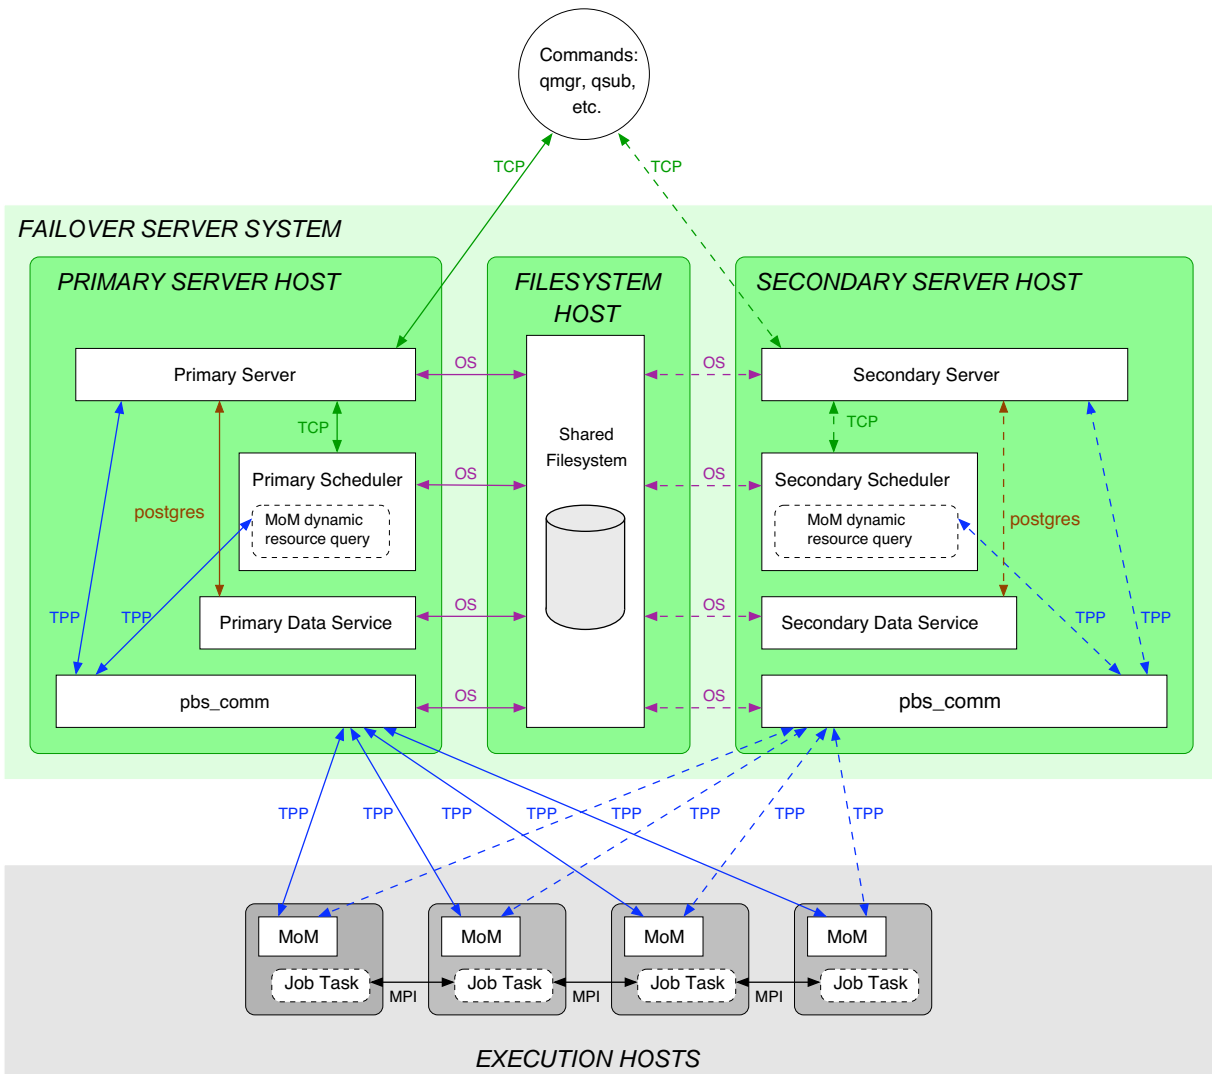 Commands:
qmgr, qsub,
etc.
TCP
TCP
FAILOVER SERVER SYSTEM
PRIMARY SERVER HOST
FILESYSTEM
HOST
SECONDARY SERVER HOST
Primary Server
OS
OS
Secondary Server
TCP
TCP
Shared
Filesystem
Primary Scheduler
OS
OS
Secondary Scheduler
postgres
MoM dynamic
resource query
MoM dynamic
resource query
postgres
TPP
TPP
Primary Data Service
OS
OS
Secondary Data Service
TPP
TPP
pbs_comm
OS
OS
pbs_comm
TPP
TPP
TPP
TPP
TPP
TPP
TPP
TPP
MoM
MoM
MoM
MoM
Job Task
MPI
Job Task
MPI
Job Task
MPI
Job Task
EXECUTION HOSTS